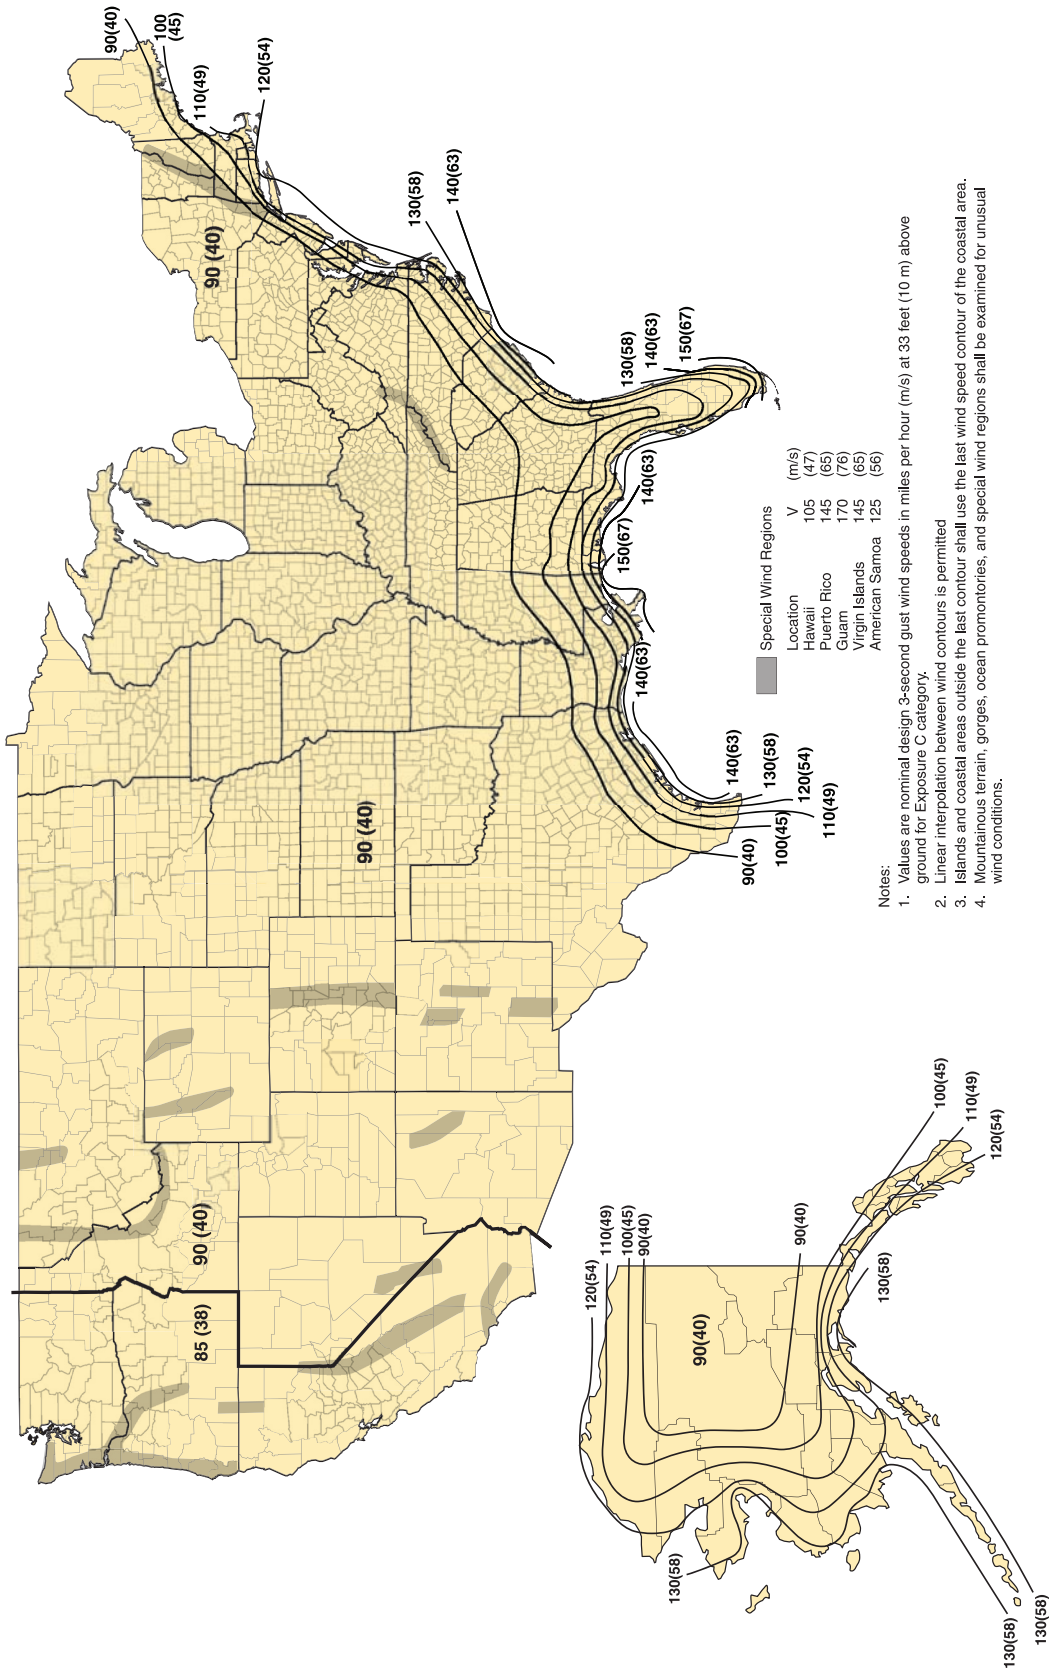 90(40)
100
(45)
110(49)
120(54)
90 (40)
130(58)
140(63)
130(58)
140(63)
150(67)
140(63)
150(67)
140(63)
140(63)
130(58)
120(54)
110(49)
100(45)
90(40)
90 (40)
90 (40)
85 (38)
Special Wind Regions
Location V (m/s)
Hawaii 105 (47)
Puerto Rico 145 (65)
Guam 170 (76)
Virgin Islands 145 (65)
American Samoa 125 (56)
Notes:
1. Values are nominal design 3-second gust wind speeds in miles per hour (m/s) at 33 feet (10 m) above
ground for Exposure C category.
2. Linear interpolation between wind contours is permitted
3. Islands and coastal areas outside the last contour shall use the last wind speed contour of the coastal area.
4. Mountainous terrain, gorges, ocean promontories, and special wind regions shall be examined for unusual
wind conditions.
120(54)
110(49)
100(45)
90(40)
90(40)
90(40)
100(45)
110(49)
120(54)
130(58)
130(58)
130(58)
130(58)